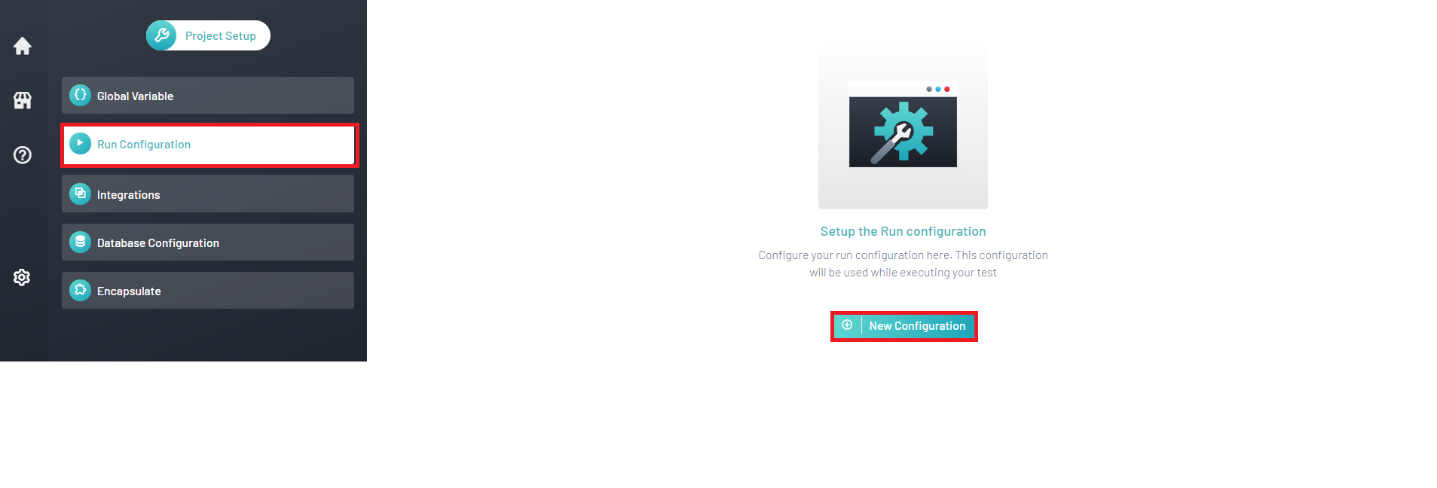 Project Setup
Global Variable
Run Configuration
Integrations
Database Configuration
Encapsulate
Setup the Run configuration
Configure your run configuration here. This configuration
will be used while executing your test
New Configuration